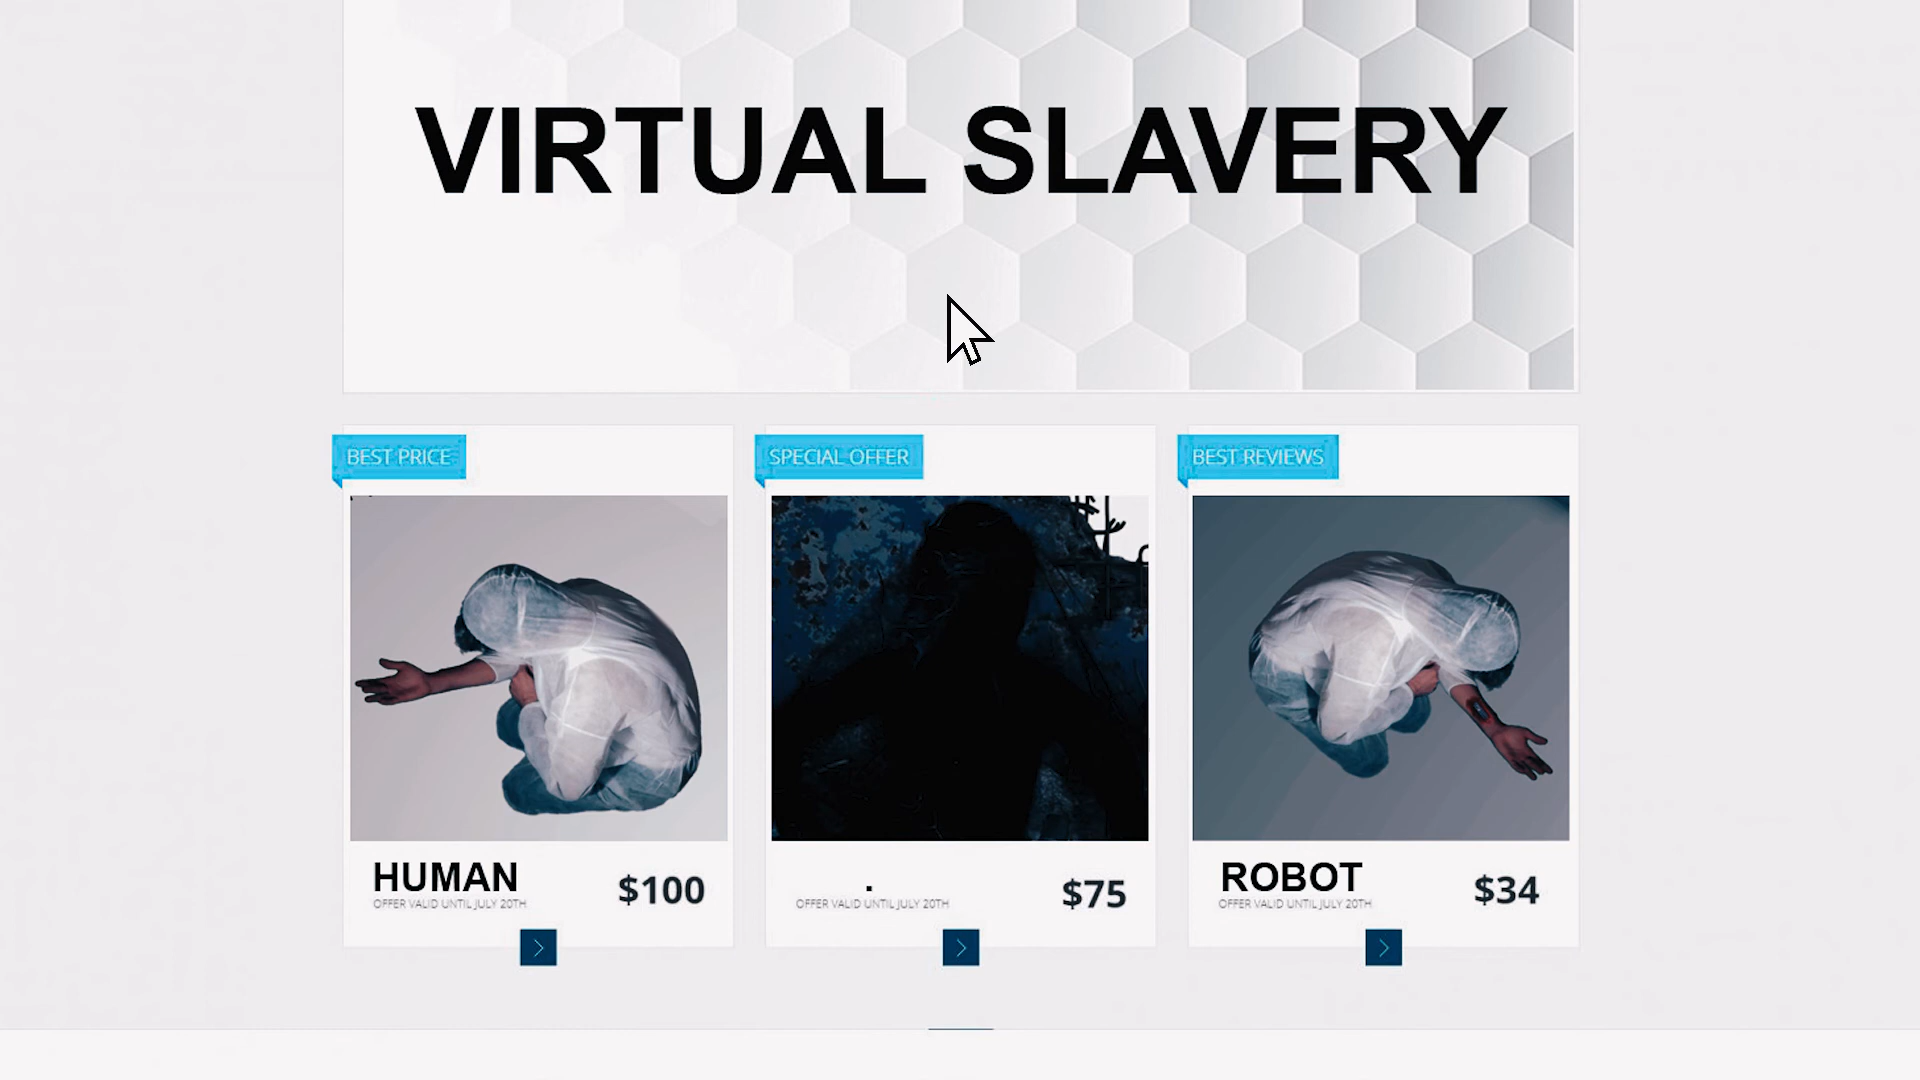 VIRTUAL SLAVERY
BEST PRICE
SPECIAL OFFER
BEST REVIEWS
HUMAN
$100
OFFER VALID UNTIL JULY 20TH
.
$75
OFFER VALID UNTIL JULY 20TH
ROBOT
$34
OFFER VALID UNTIL JULY 20TH